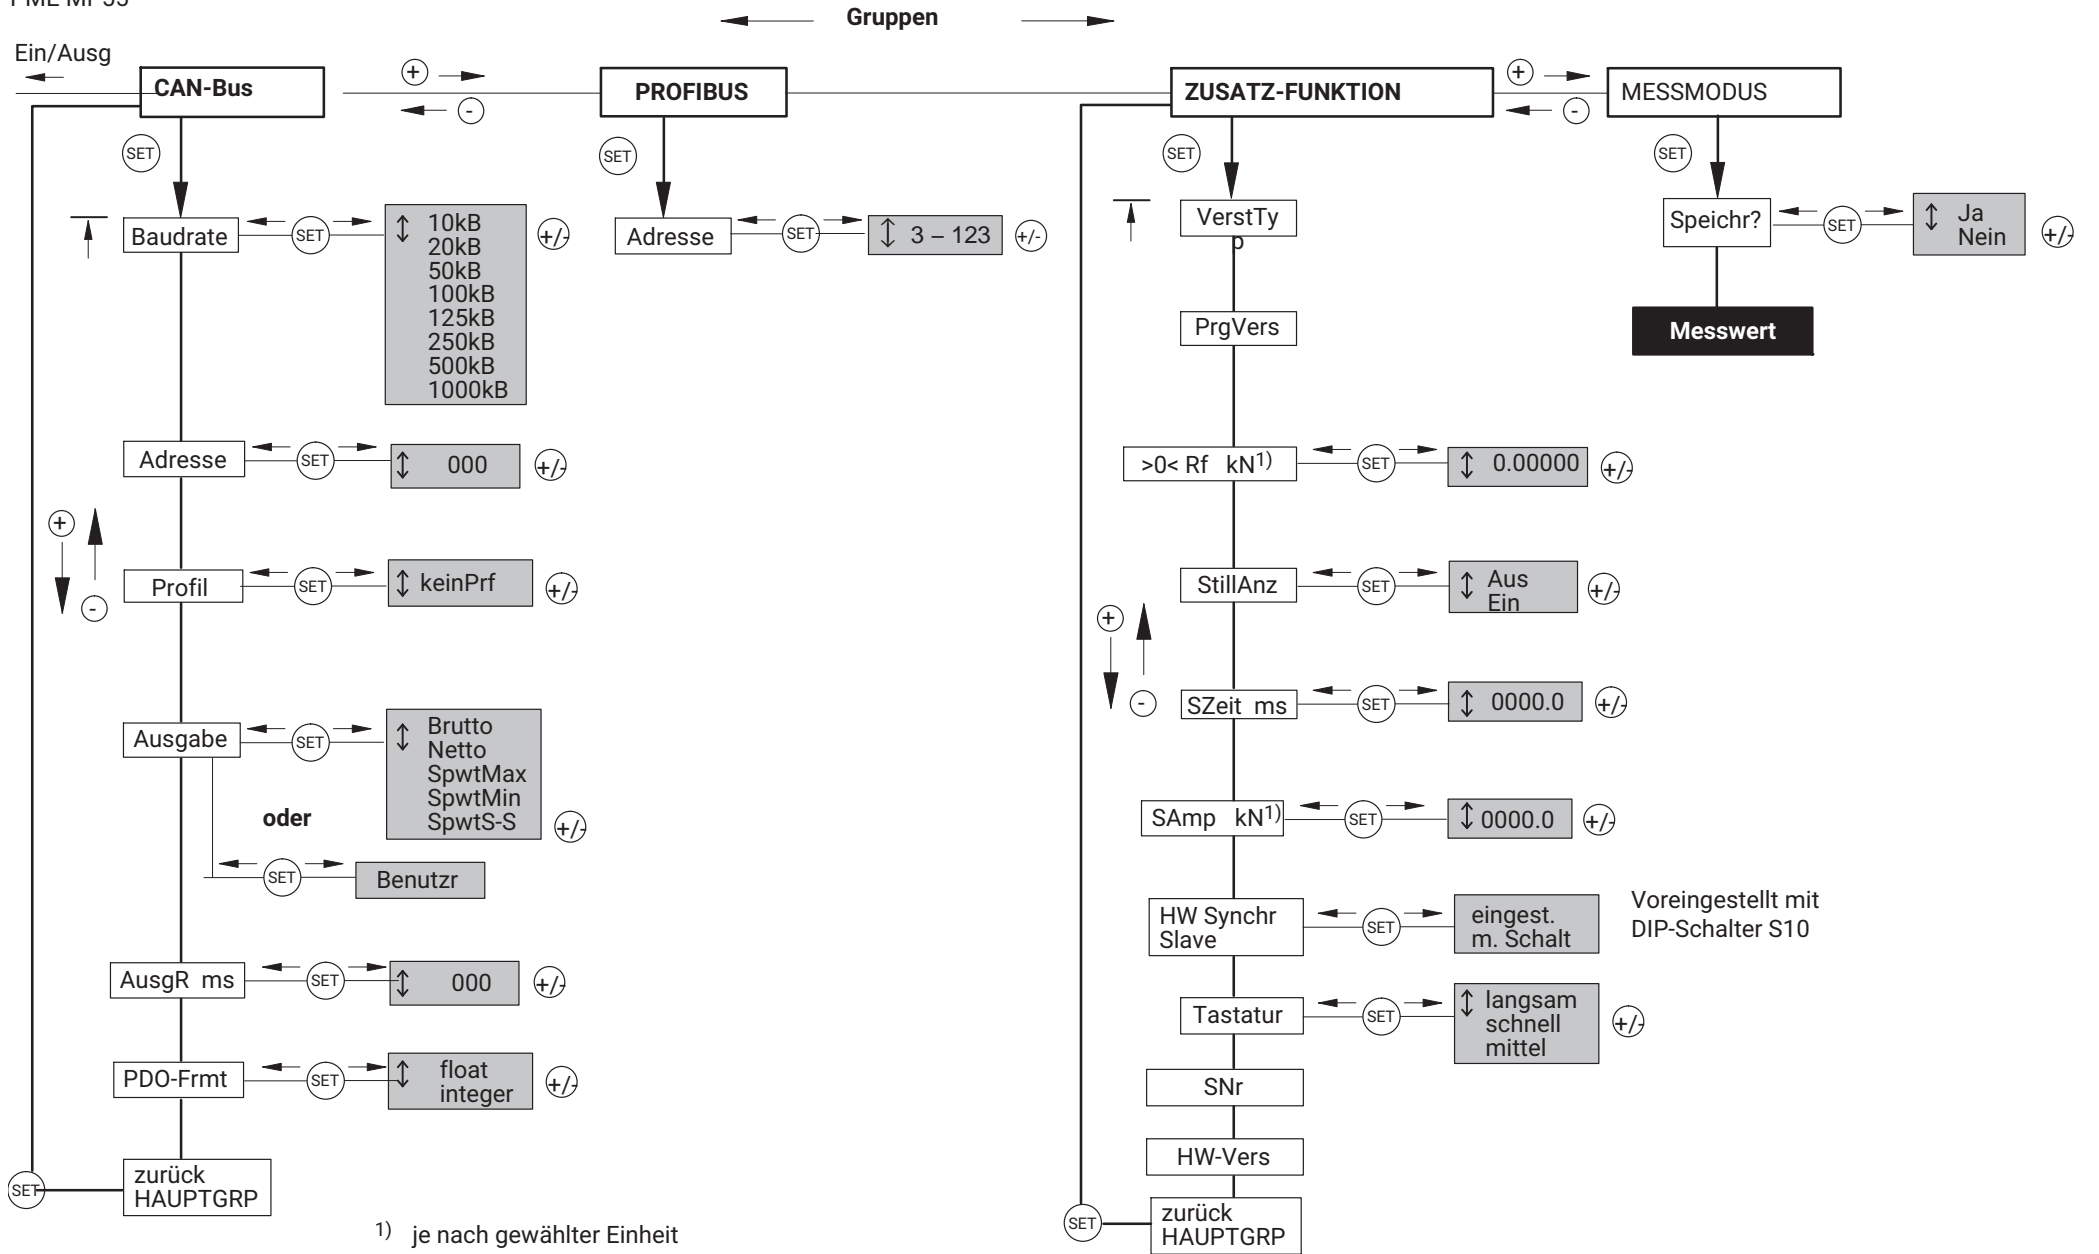 Gruppen
Ein/Ausg
CAN-Bus
+
-
PROFIBUS
ZUSATZ-FUNKTION
+
-
MESSMODUS
SET
SET
SET
SET
Baudrate
SET
10kB
20kB
50kB
100kB
125kB
250kB
500kB
1000kB
+/-
Adresse
SET
3 – 123
+/-
VerstTy
p
Speichr?
SET
Ja
Nein
+/-
PrgVers
Messwert
Adresse
SET
000
+/-
>0< Rf kN1)
SET
0.00000
+/-
+
-
Profil
SET
keinPrf
+/-
StillAnz
SET
Aus
Ein
+/-
+
-
SZeit ms
SET
0000.0
+/-
Ausgabe
SET
Brutto
Netto
SpwtMax
SpwtMin
SpwtS-S
+/-
oder
SET
Benutzr
SAmp kN1)
SET
0000.0
+/-
HW Synchr
Slave
SET
eingest.
m. Schalt
Voreingestellt mit
DIP-Schalter S10
AusgR ms
SET
000
+/-
Tastatur
SET
langsam
schnell
mittel
+/-
PDO-Frmt
SET
float
integer
+/-
SNr
HW-Vers
SET
zurück
HAUPTGRP
SET
zurück
HAUPTGRP
1) je nach gewählter Einheit